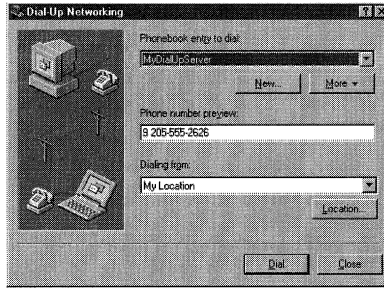 Dial-Up Networking
Phonebook entry to dial:
MyDialUpServer
New...
More
Phone number preview:
9 205-555-2626
Dialing from:
My Location
Location...
Dial
Close